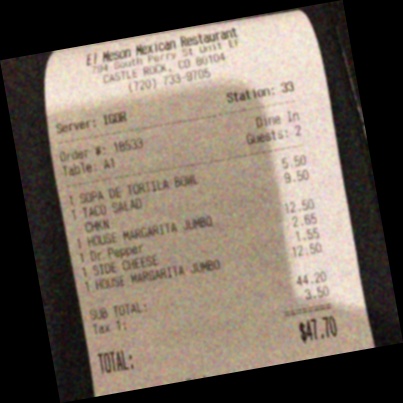 El Meson Mexican Restaurant
704 South Perry St Unit E
CASTLE ROCK, CO 80104
(720) 733-9705
Server: IGOR Station: 33
Order #: 18533 Dine In
Table: A1 Guests: 2
1 SOPA DE TORTILA BOWL 5.50
1 TACO SALAD 9.50
CHKN
1 HOUSE MARGARITA JUMBO 12.50
1 Dr Pepper 2.65
1 SIDE CHEESE 1.55
1 HOUSE MARGARITA JUMBO 12.50
SUB TOTAL: 44.20
Tax 1: 3.50
TOTAL: $47.70